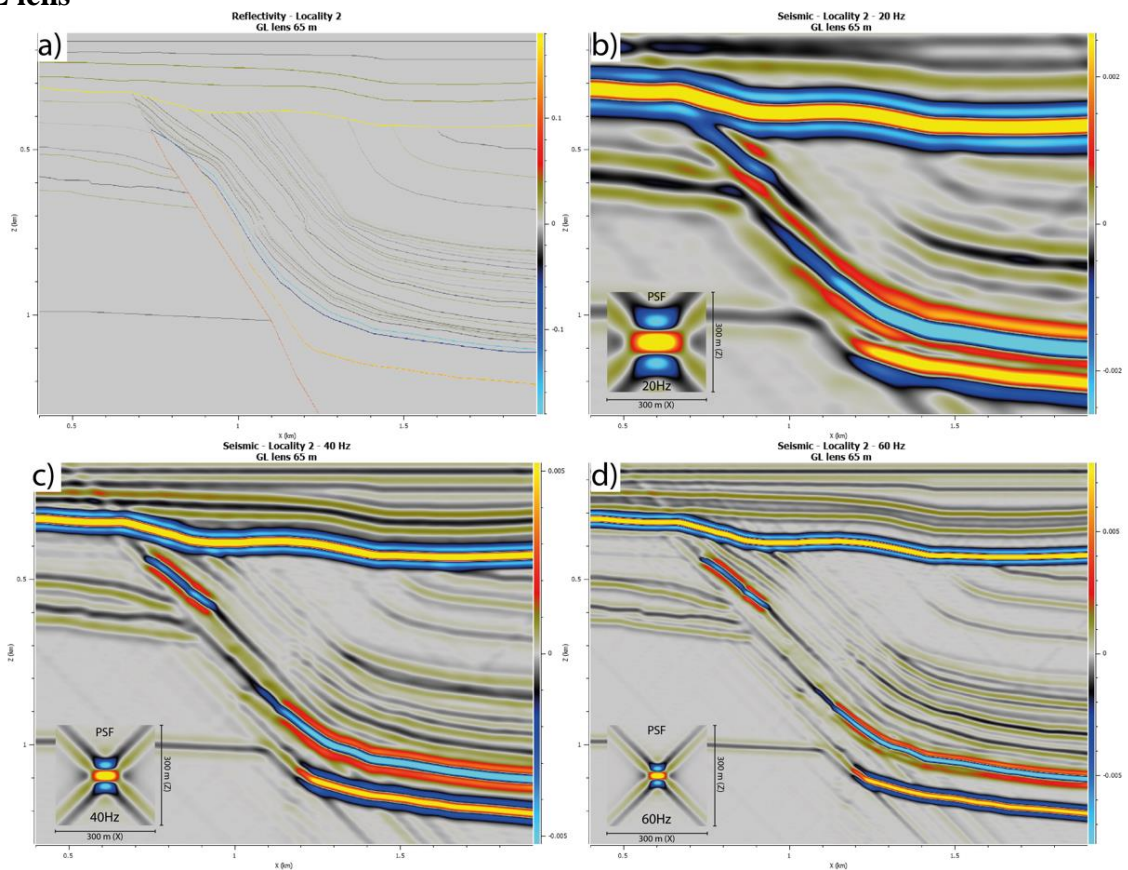 E lens
Reflectivity - Locality 2
GL lens 65 m
a)
0.5
1
Z (km)
0.5
1
1.5
X (km)
0.1
0
-0.1
Seismic - Locality 2 - 20 Hz
GL lens 65 m
b)
0.5
1
Z (km)
PSF
20Hz
300 m (Z)
300 m (X)
0.5
1
1.5
X (km)
0.002
0
-0.002
Seismic - Locality 2 - 40 Hz
GL lens 65 m
c)
0.5
1
Z (km)
PSF
40Hz
300 m (Z)
300 m (X)
0.5
1
1.5
X (km)
0.005
0
-0.005
Seismic - Locality 2 - 60 Hz
GL lens 65 m
d)
0.5
1
Z (km)
PSF
60Hz
300 m (Z)
300 m (X)
0.5
1
1.5
X (km)
0.005
0
-0.005